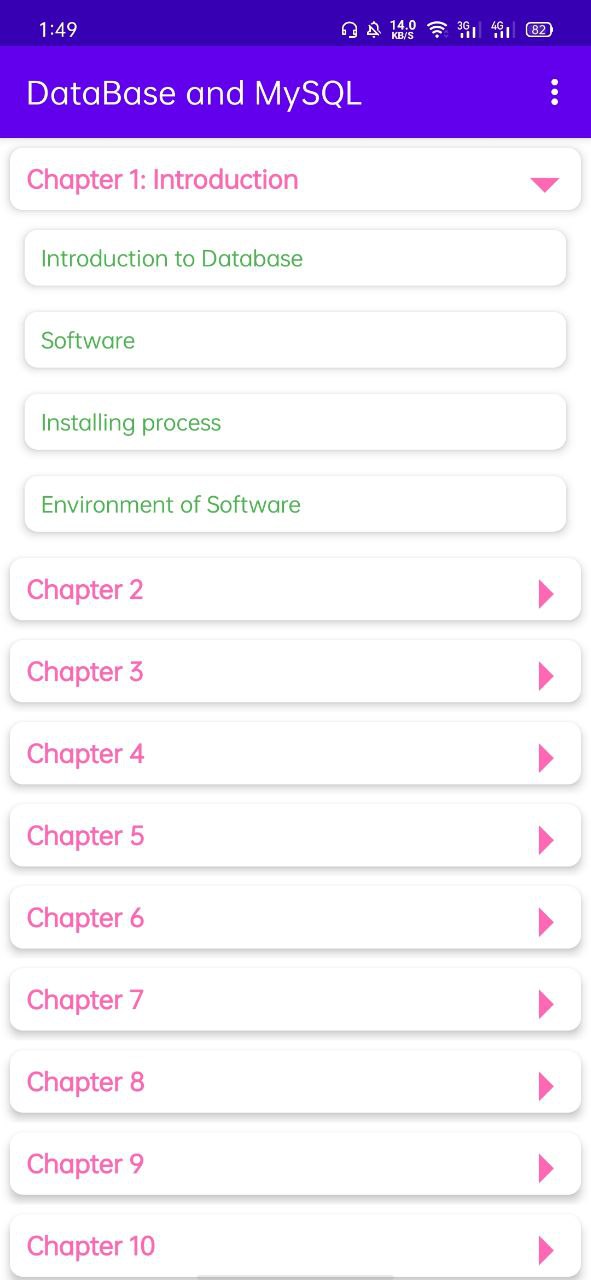 1:49
14.0
KB/S
3G
4G
82
DataBase and MySQL
Chapter 1: Introduction
Introduction to Database
Software
Installing process
Environment of Software
Chapter 2
Chapter 3
Chapter 4
Chapter 5
Chapter 6
Chapter 7
Chapter 8
Chapter 9
Chapter 10